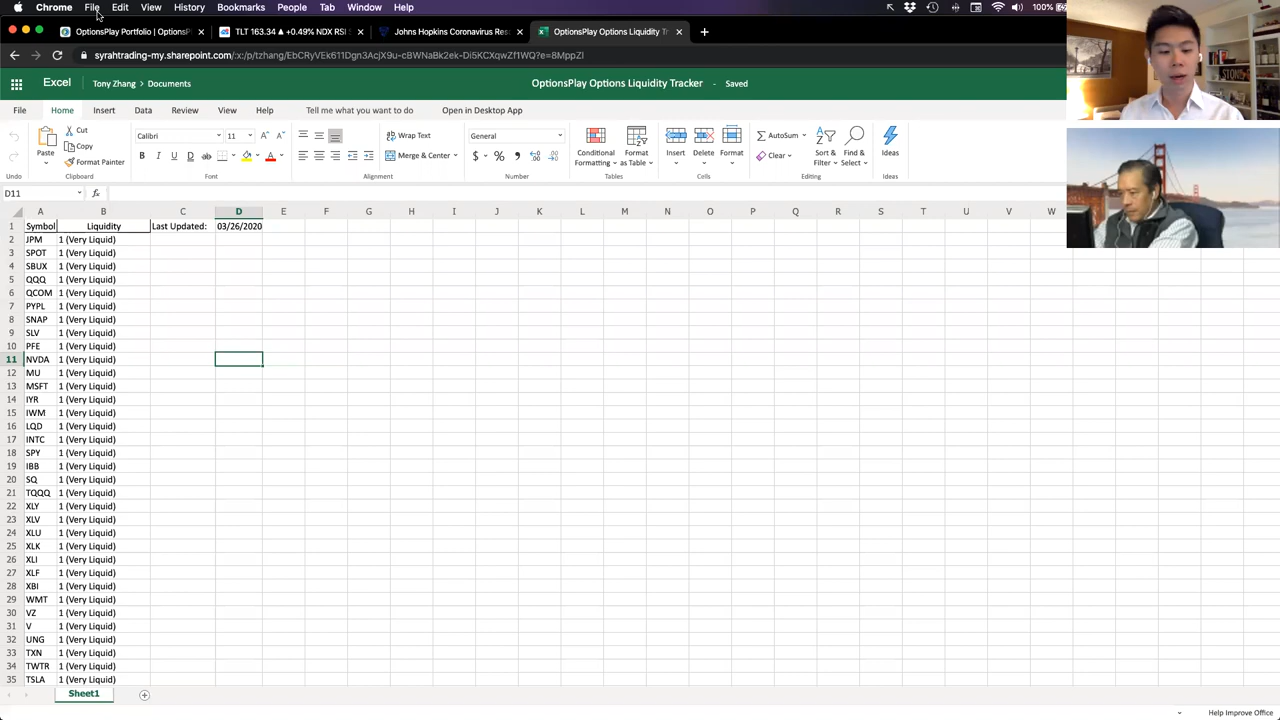 Chrome File Edit View History Bookmarks People Tab Window Help 100%
OptionsPlay Portfolio | OptionsPl TLT 163.34 ▲ +0.49% NDX RSI Johns Hopkins Coronavirus Res OptionsPlay Options Liquidity Tr
syrahtrading-my.sharepoint.com/:x:/p/tzhang/EbCRyVEk611Dgn3AcjX9u-cBWNaBk2ek-Di5KCXqyZf1WQ?e=8MppZI
Excel Tony Zhang > Documents OptionsPlay Options Liquidity Tracker - Saved
File Home Insert Data Review View Help Tell me what you want to do Open in Desktop App
Cut Calibri 11 Wrap Text General AutoSum
Copy
Paste Format Painter B I U D ab Merge & Center $ % , Conditional Formatting Format as Table Insert Delete Format Clear Sort & Filter Find & Select Ideas
Undo Clipboard Font Alignment Number Tables Cells Editing Ideas
D11 fx
A B C D E F G H I J K L M N O P Q R S T U V W
1 Symbol Liquidity Last Updated: 03/26/2020
2 JPM 1 (Very Liquid)
3 SPOT 1 (Very Liquid)
4 SBUX 1 (Very Liquid)
5 QQQ 1 (Very Liquid)
6 QCOM 1 (Very Liquid)
7 PYPL 1 (Very Liquid)
8 SNAP 1 (Very Liquid)
9 SLV 1 (Very Liquid)
10 PFE 1 (Very Liquid)
11 NVDA 1 (Very Liquid)
12 MU 1 (Very Liquid)
13 MSFT 1 (Very Liquid)
14 IYR 1 (Very Liquid)
15 IWM 1 (Very Liquid)
16 LQD 1 (Very Liquid)
17 INTC 1 (Very Liquid)
18 SPY 1 (Very Liquid)
19 IBB 1 (Very Liquid)
20 SQ 1 (Very Liquid)
21 TQQQ 1 (Very Liquid)
22 XLY 1 (Very Liquid)
23 XLV 1 (Very Liquid)
24 XLU 1 (Very Liquid)
25 XLK 1 (Very Liquid)
26 XLI 1 (Very Liquid)
27 XLF 1 (Very Liquid)
28 XBI 1 (Very Liquid)
29 WMT 1 (Very Liquid)
30 VZ 1 (Very Liquid)
31 V 1 (Very Liquid)
32 UNG 1 (Very Liquid)
33 TXN 1 (Very Liquid)
34 TWTR 1 (Very Liquid)
35 TSLA 1 (Very Liquid)
Sheet1
Help Improve Office